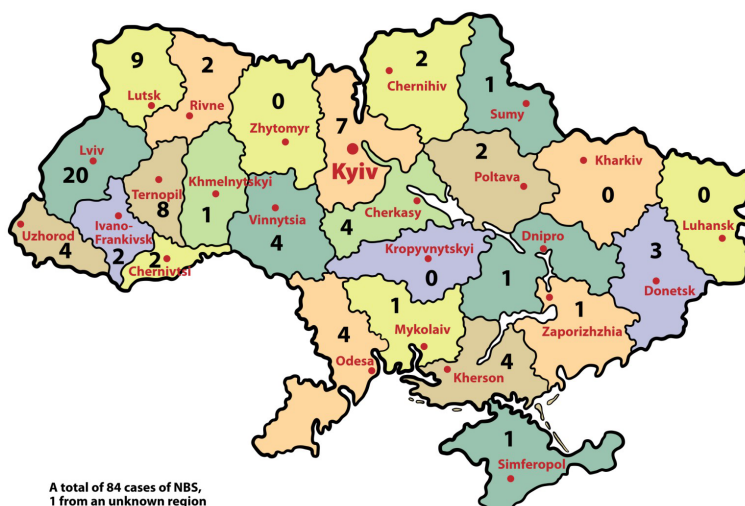 9
Lutsk
2
Rivne
0
Zhytomyr
7
Kyiv
2
Chernihiv
1
Sumy
Lviv
20
Ternopil
8
Khmelnytskyi
1
Vinnytsia
4
Cherkasy
4
2
Poltava
Kharkiv
0
0
Luhansk
Uzhorod
4
Ivano-
Frankivsk
2
2
Chernivtsi
Kropyvnytskyi
0
Dnipro
1
3
Donetsk
4
Odesa
1
Mykolaiv
4
Kherson
1
Zaporizhzhia
1
Simferopol
A total of 84 cases of NBS,
1 from an unknown region